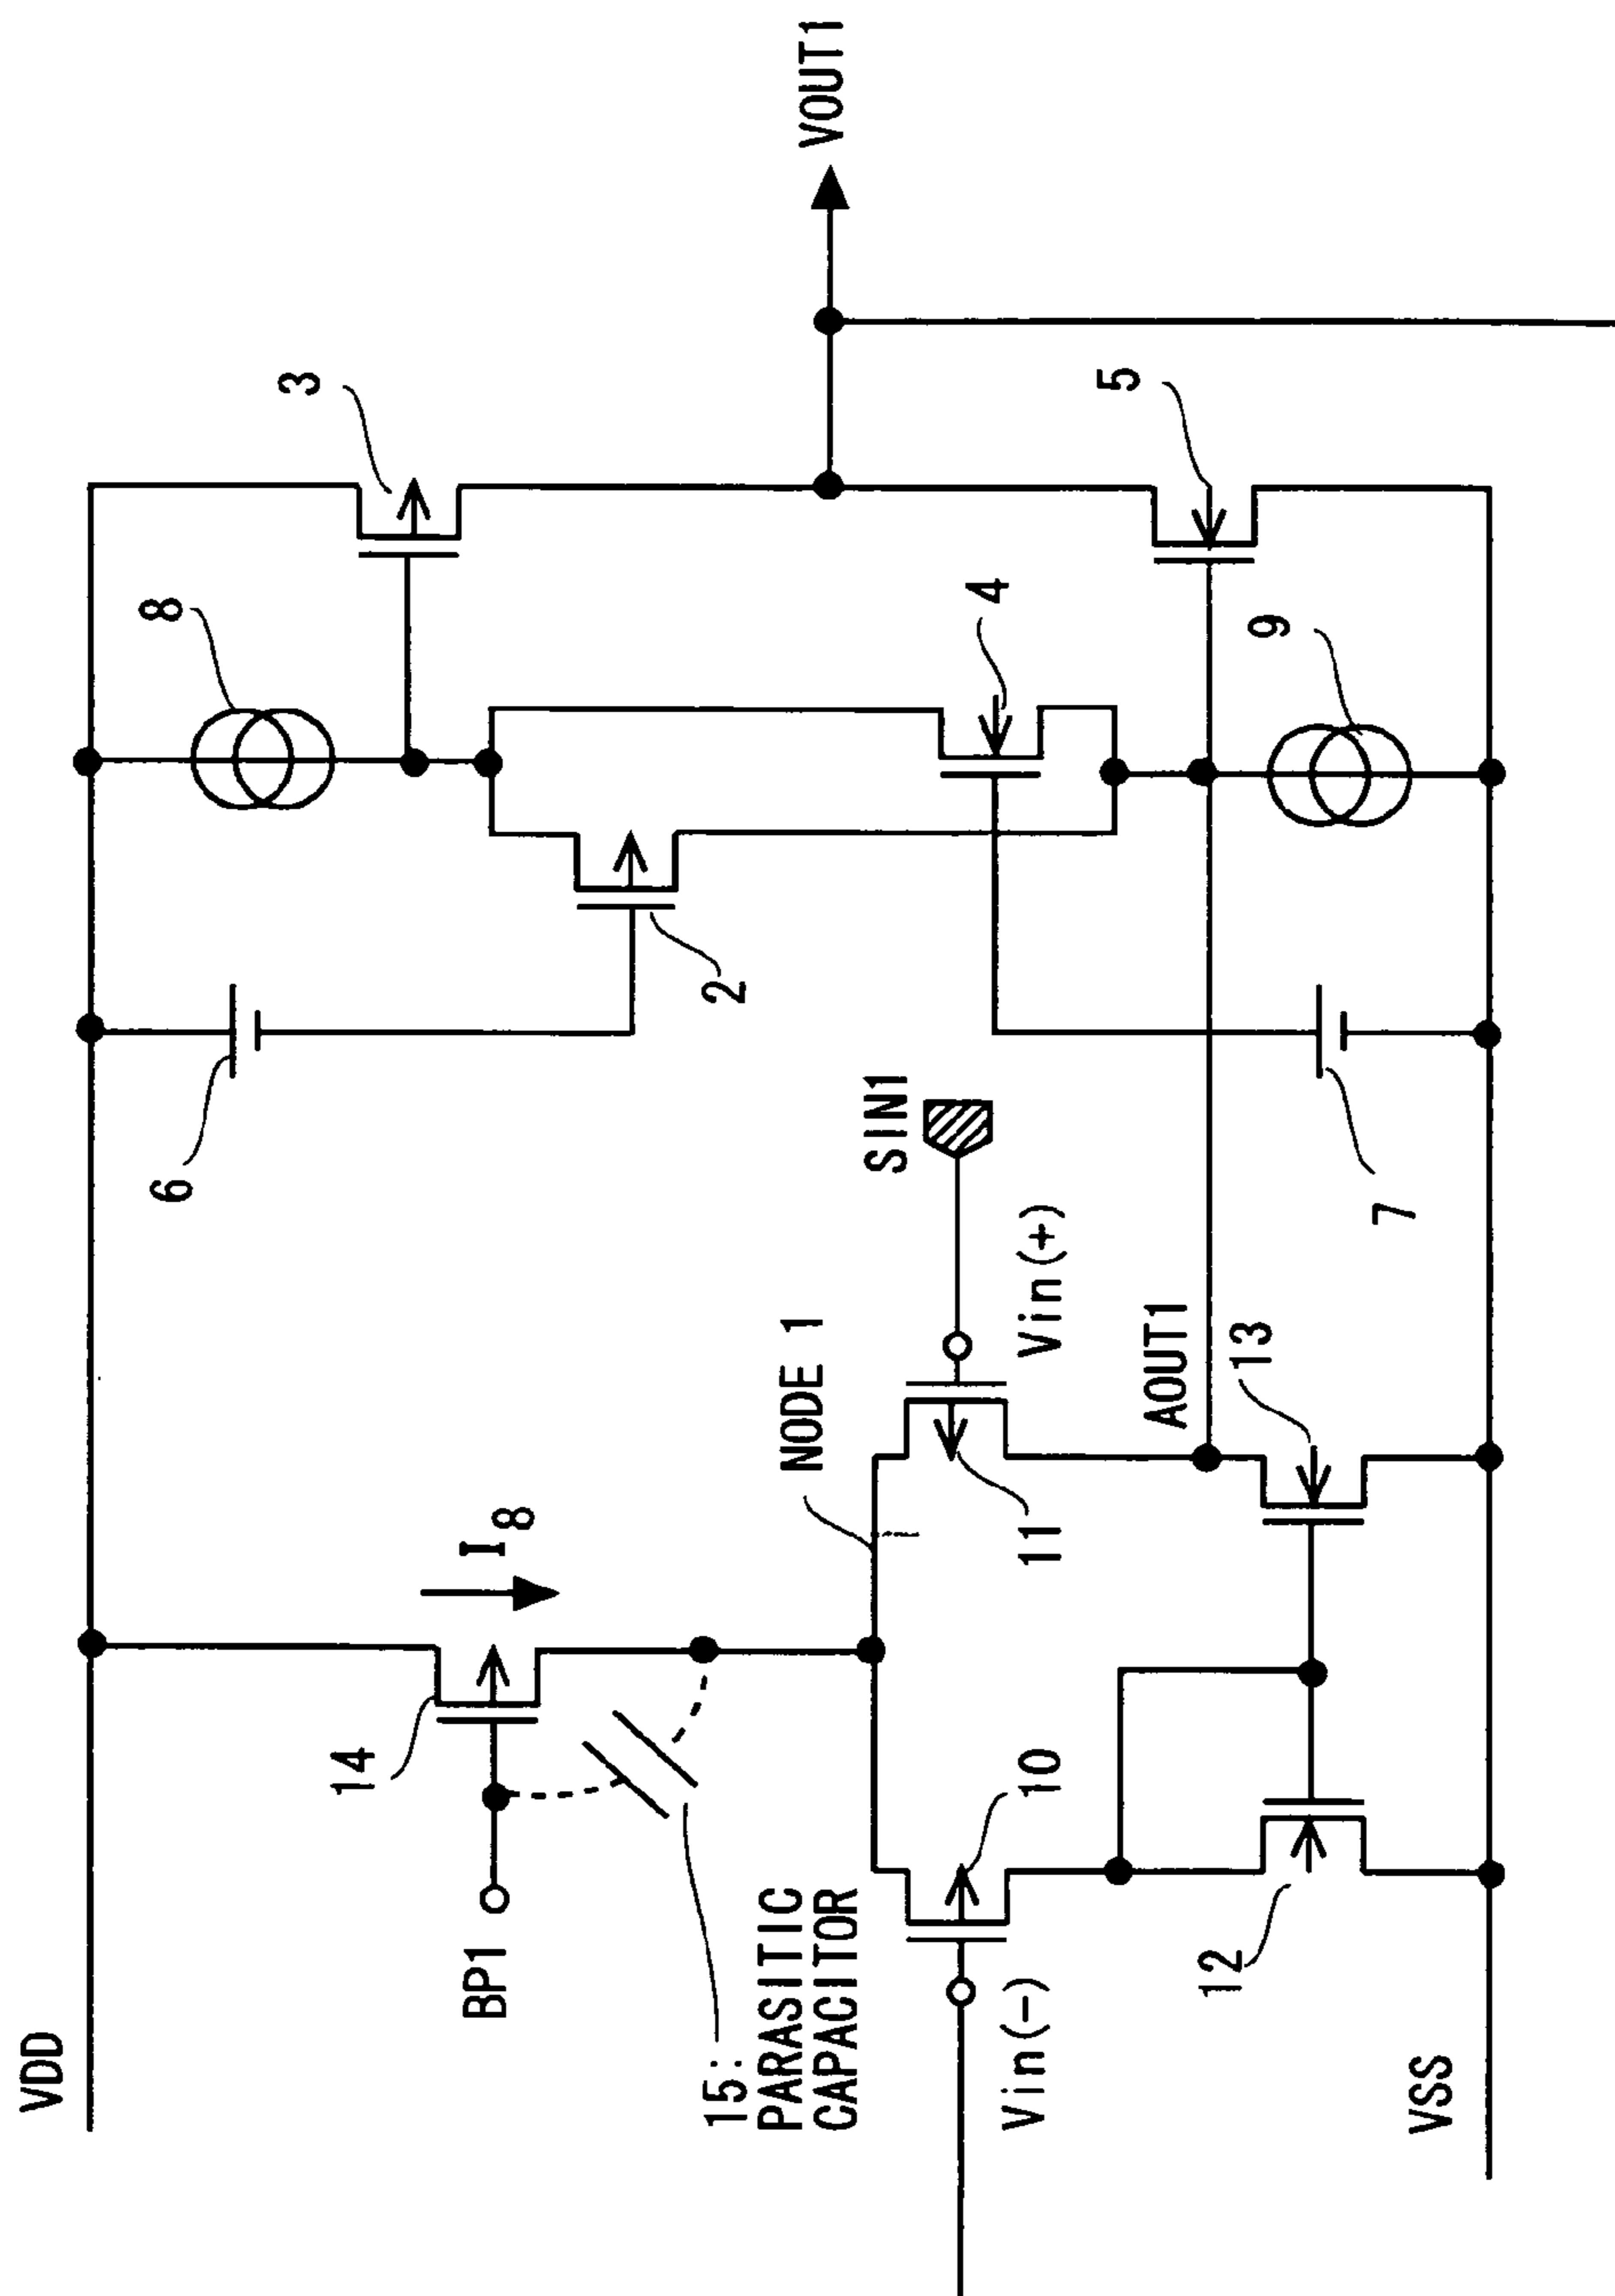 VDD
BP1
14
I8
15:
PARASITIC
CAPACITOR
NODE 1
Vin(-)
10
11
Vin(+)
SIN1
AOUT1
12
13
VSS
6
2
8
3
4
7
9
5
VOUT1